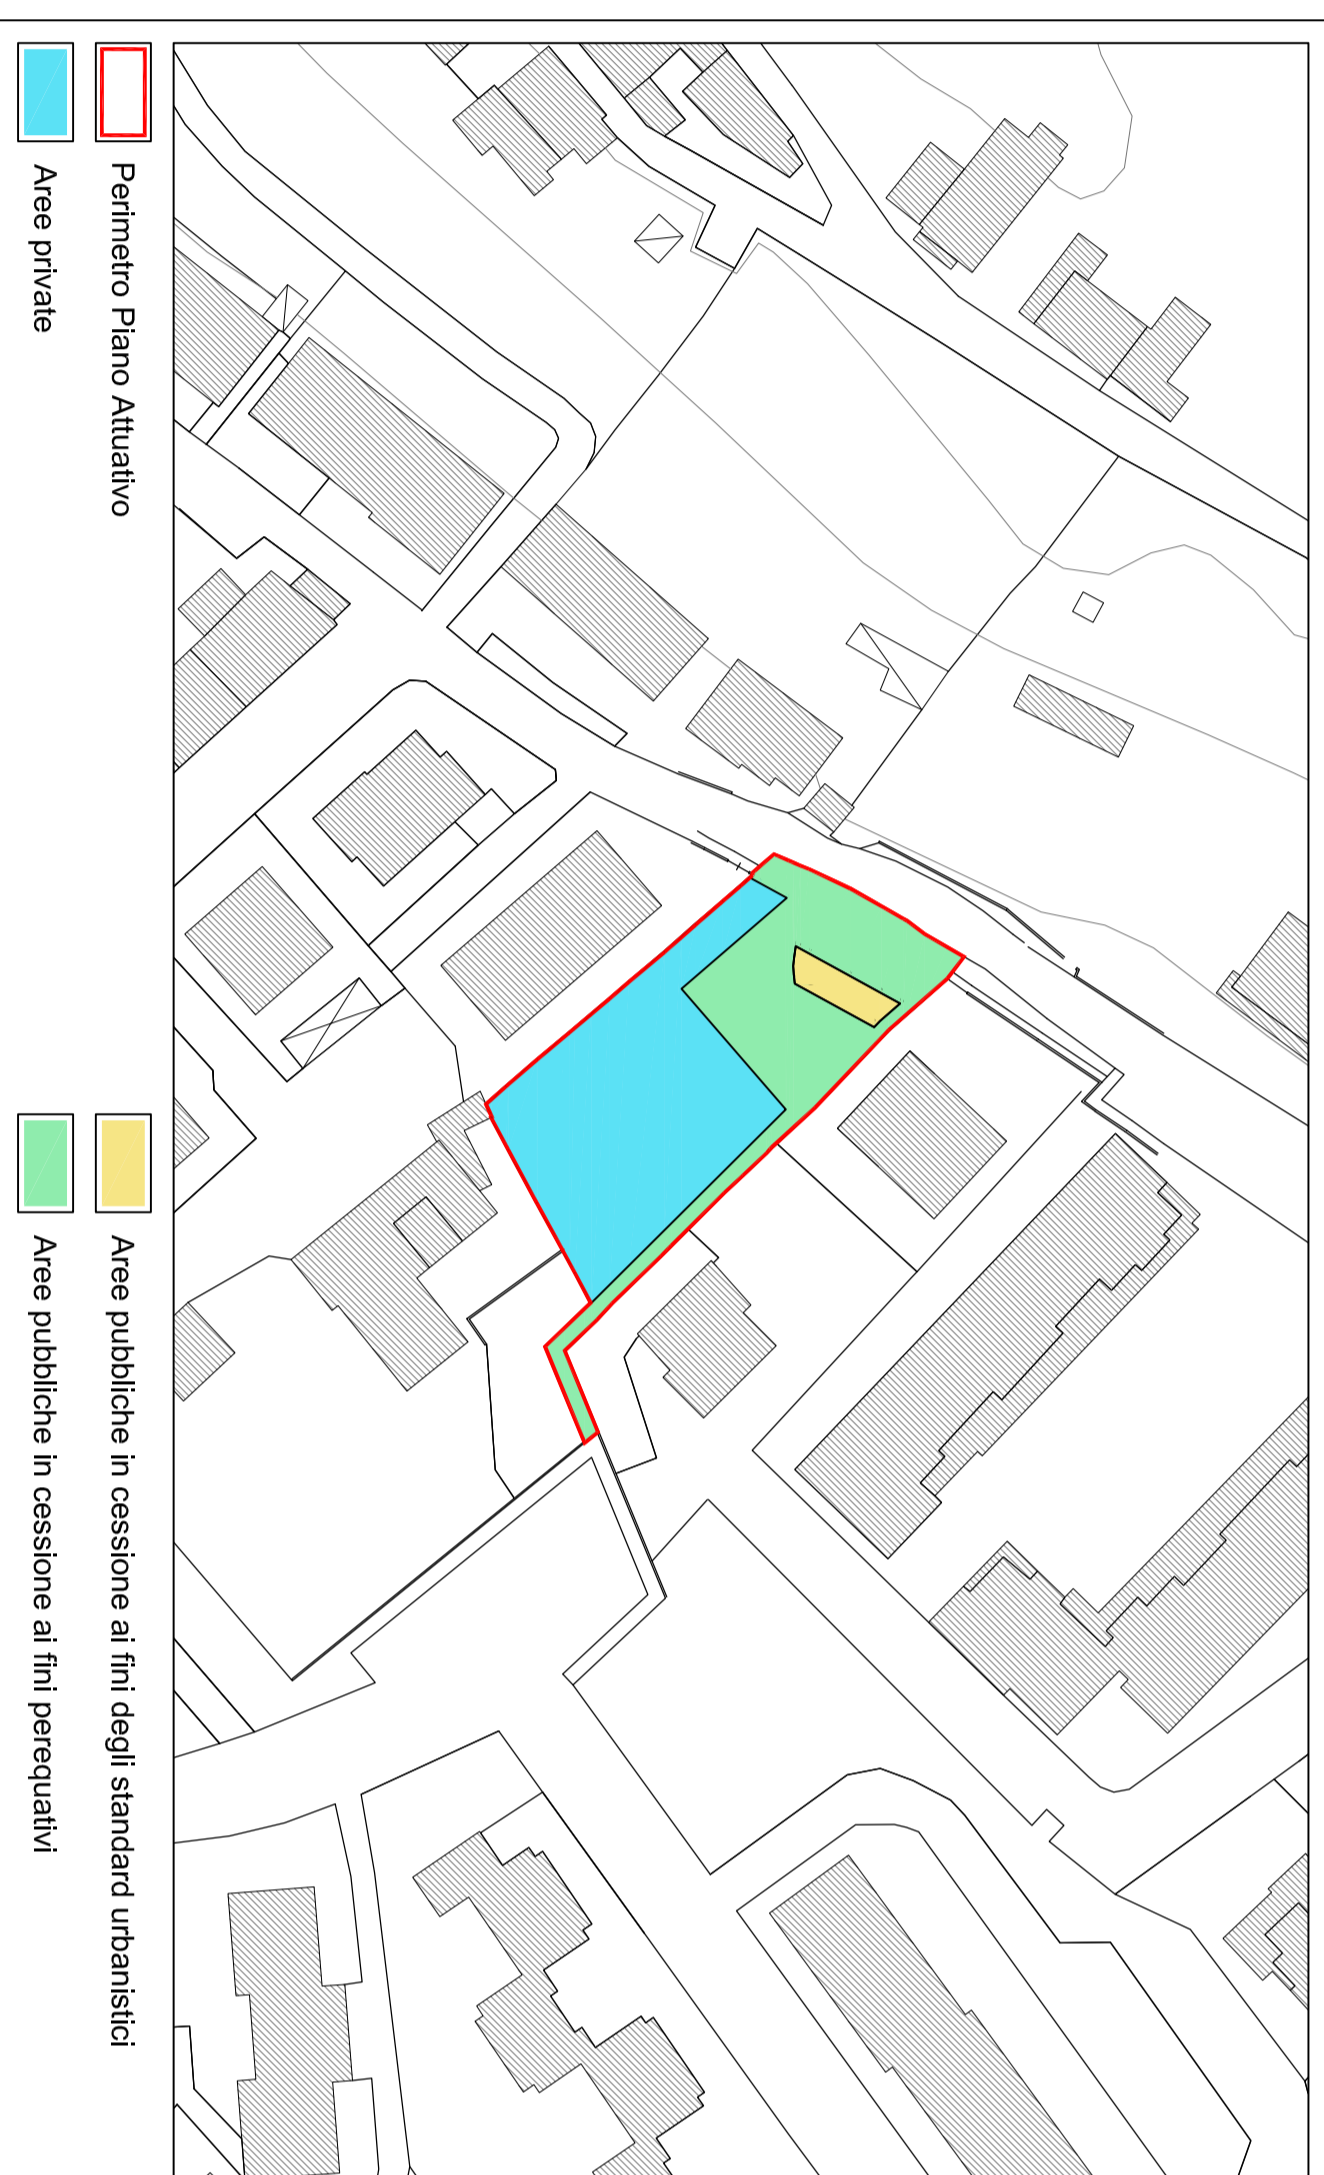 Perimetro Piano Attuativo
Aree private
Aree pubbliche in cessione ai fini degli standard urbanistici
Aree pubbliche in cessione ai fini perequativi